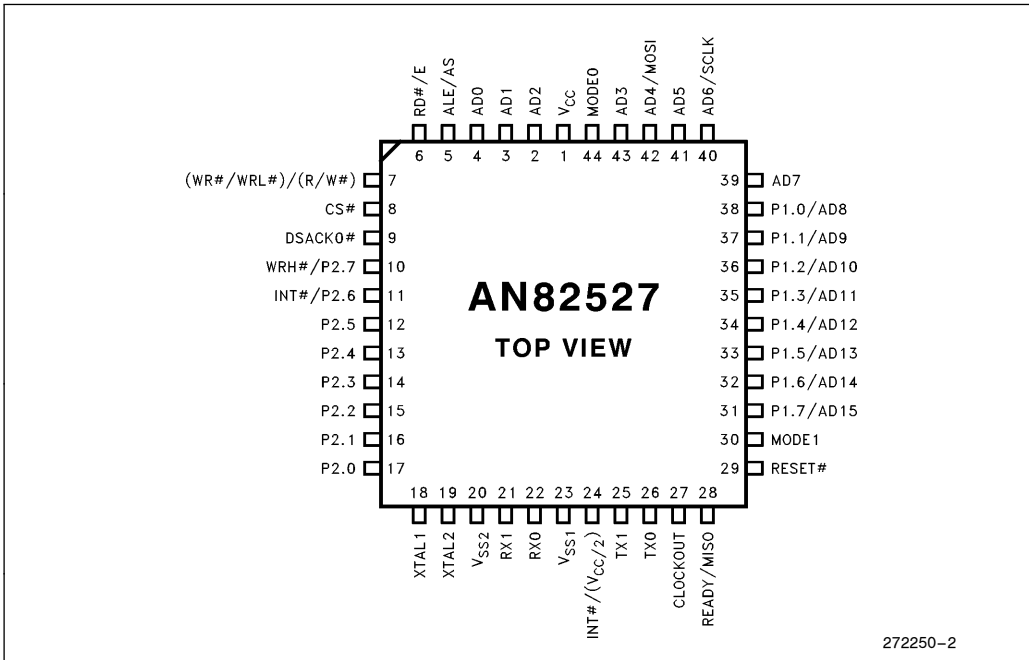 RD#/E
ALE/AS
AD0
AD1
AD2
VCC
MODE0
AD3
AD4/MOSI
AD5
AD6/SCLK
6 5 4 3 2 1 44 43 42 41 40
(WR#/WRL#)/(R/W#) 7
CS# 8
DSACK0# 9
WRH#/P2.7 10
INT#/P2.6 11
P2.5 12
P2.4 13
P2.3 14
P2.2 15
P2.1 16
P2.0 17
AN82527
TOP VIEW
39 AD7
38 P1.0/AD8
37 P1.1/AD9
36 P1.2/AD10
35 P1.3/AD11
34 P1.4/AD12
33 P1.5/AD13
32 P1.6/AD14
31 P1.7/AD15
30 MODE1
29 RESET#
18 19 20 21 22 23 24 25 26 27 28
XTAL1
XTAL2
VSS2
RX1
RX0
VSS1
INT#/(VCC/2)
TX1
TX0
CLOCKOUT
READY/MISO
272250–2